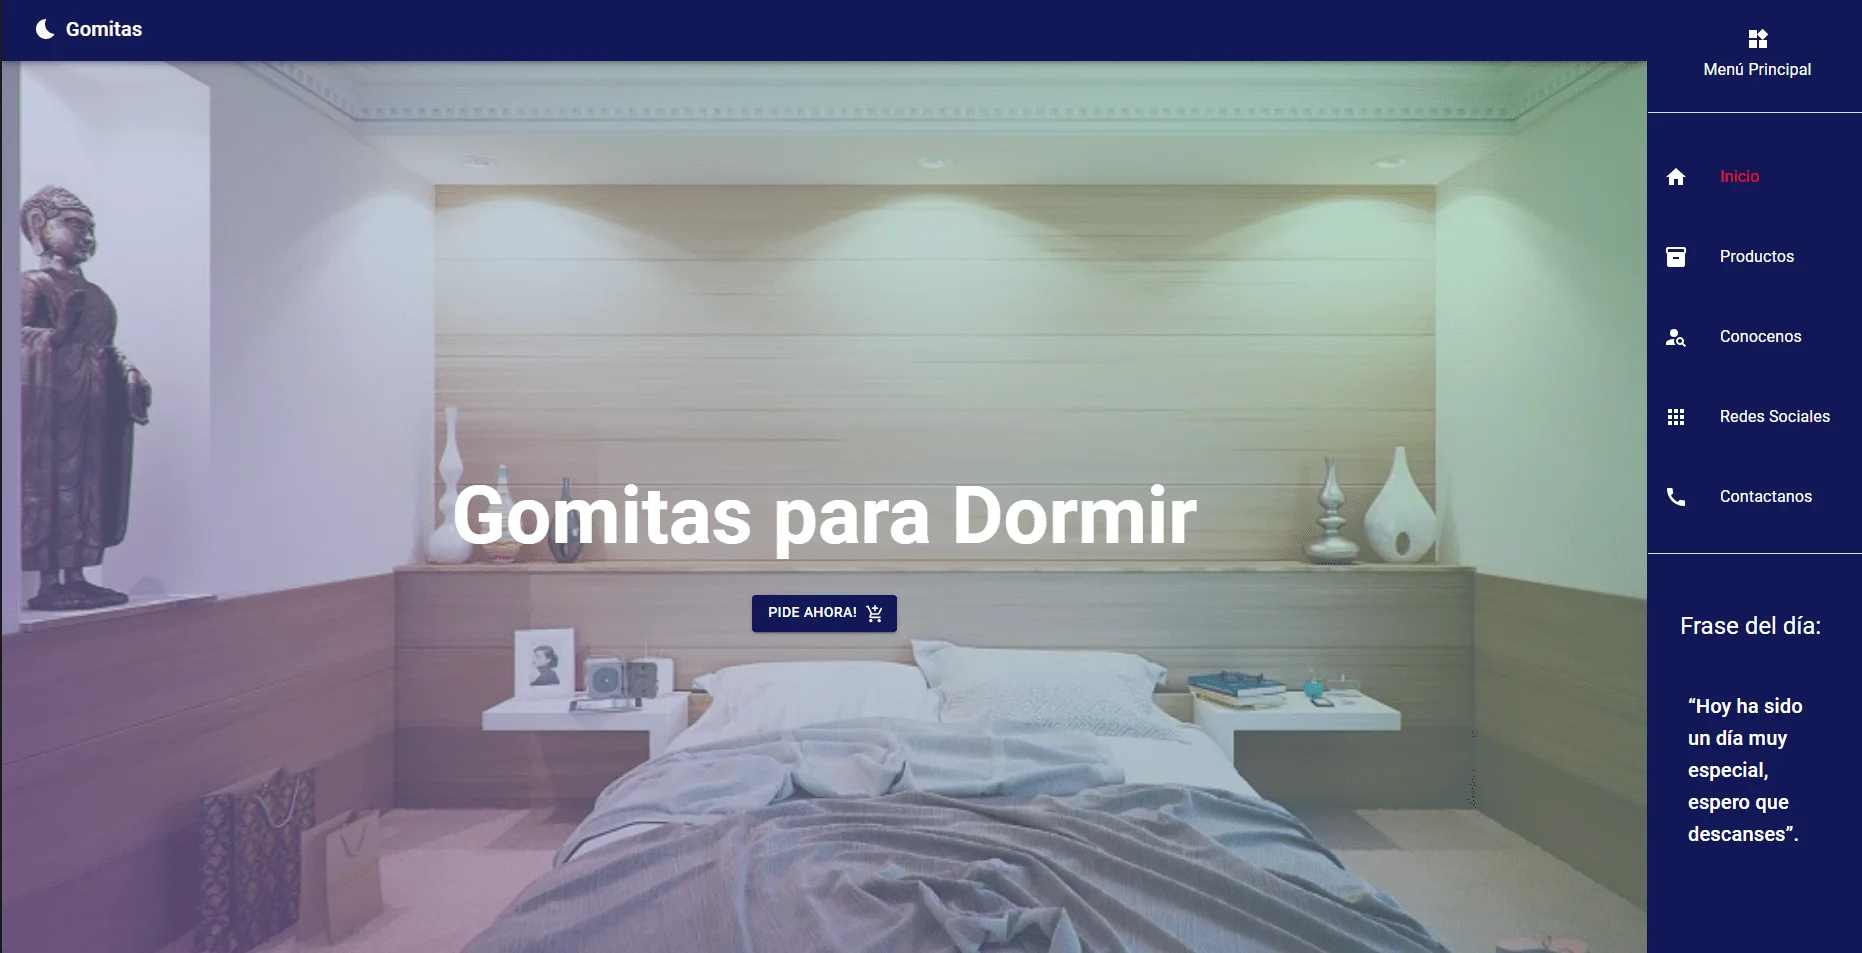 Gomitas
Menú Principal
Inicio
Productos
Conocenos
Redes Sociales
Contactanos
Gomitas para Dormir
PIDE AHORA!
Frase del día:
“Hoy ha sido
un día muy
especial,
espero que
descanses”.